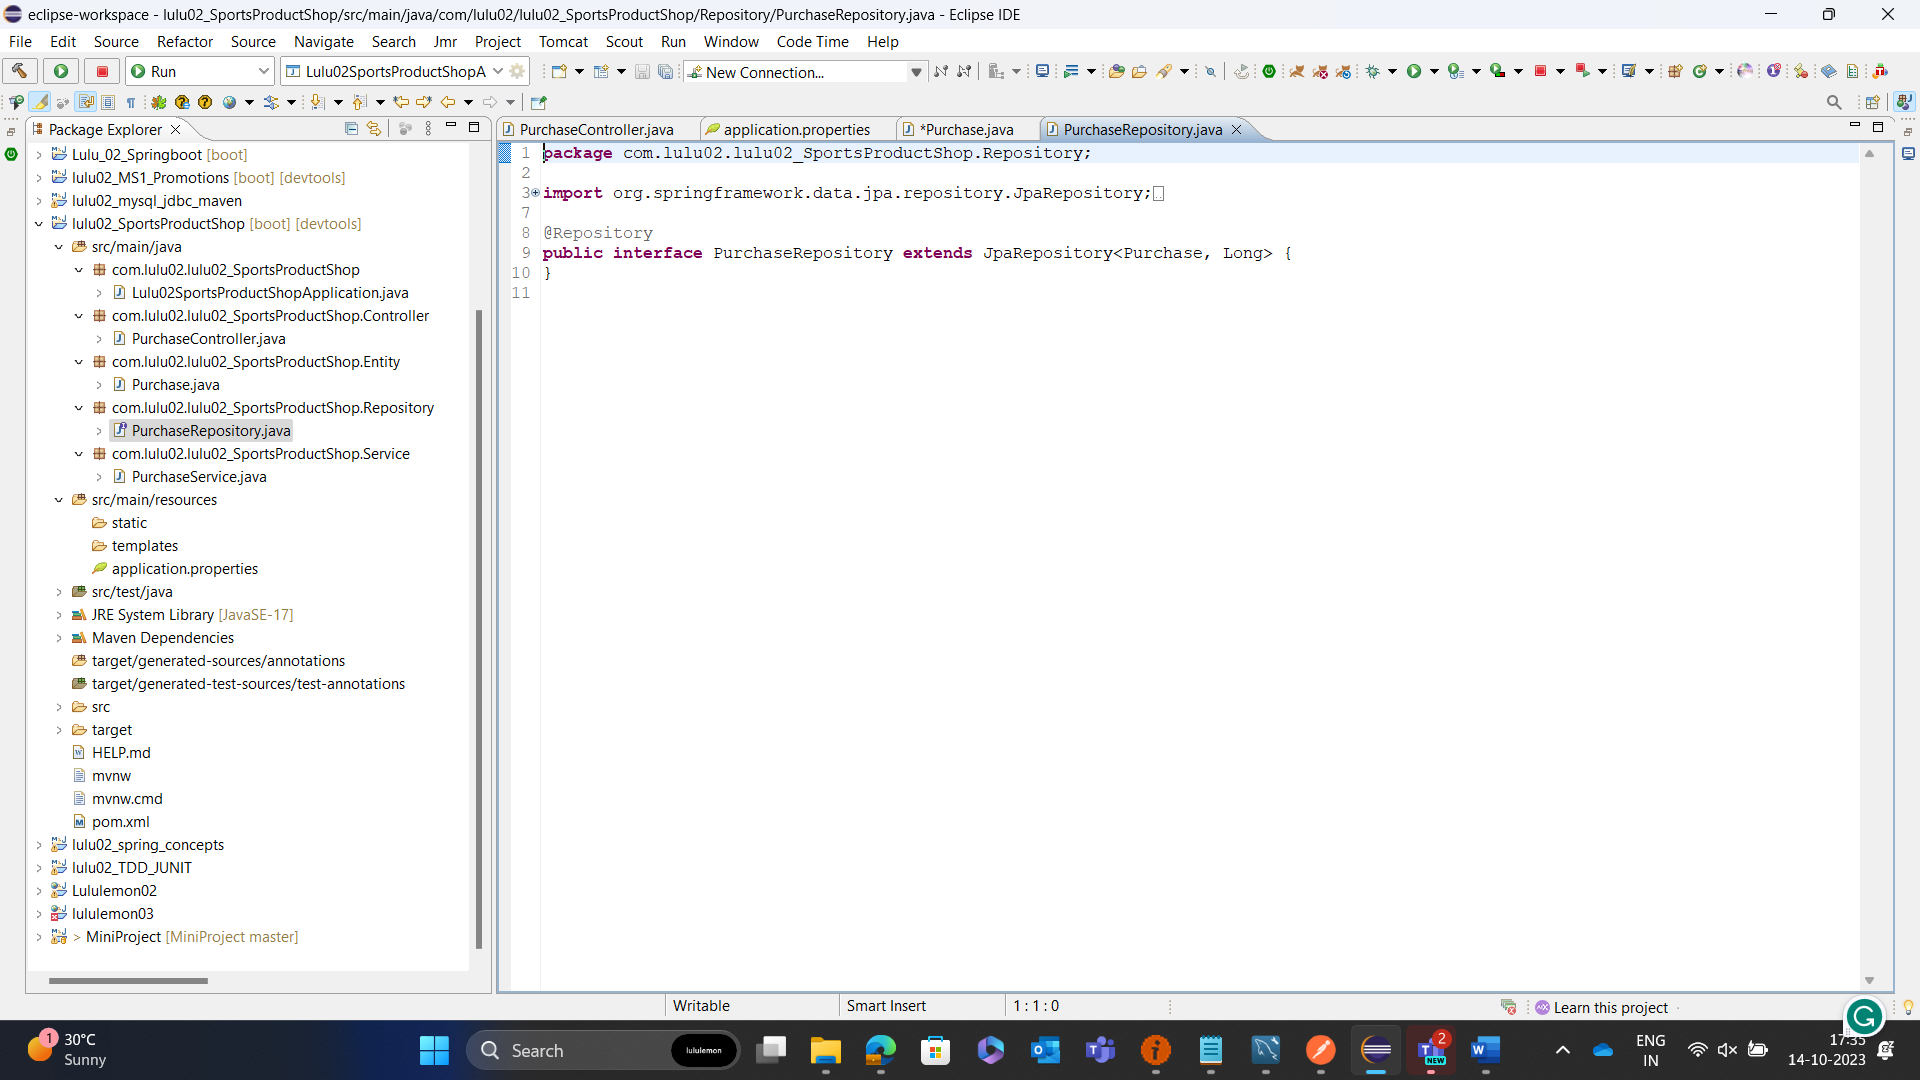 eclipse-workspace - lulu02_SportsProductShop/src/main/java/com/lulu02/lulu02_SportsProductShop/Repository/PurchaseRepository.java - Eclipse IDE
File Edit Source Refactor Source Navigate Search Jmr Project Tomcat Scout Run Window Code Time Help
Run Lulu02SportsProductShopA New Connection...
Package Explorer
PurchaseController.java application.properties *Purchase.java PurchaseRepository.java
Lulu_02_Springboot [boot]
lulu02_MS1_Promotions [boot] [devtools]
lulu02_mysql_jdbc_maven
lulu02_SportsProductShop [boot] [devtools]
src/main/java
com.lulu02.lulu02_SportsProductShop
Lulu02SportsProductShopApplication.java
com.lulu02.lulu02_SportsProductShop.Controller
PurchaseController.java
com.lulu02.lulu02_SportsProductShop.Entity
Purchase.java
com.lulu02.lulu02_SportsProductShop.Repository
PurchaseRepository.java
com.lulu02.lulu02_SportsProductShop.Service
PurchaseService.java
src/main/resources
static
templates
application.properties
src/test/java
JRE System Library [JavaSE-17]
Maven Dependencies
target/generated-sources/annotations
target/generated-test-sources/test-annotations
src
target
HELP.md
mvnw
mvnw.cmd
pom.xml
lulu02_spring_concepts
lulu02_TDD_JUNIT
Lululemon02
lululemon03
> MiniProject [MiniProject master]
1 package com.lulu02.lulu02_SportsProductShop.Repository;
2
3 import org.springframework.data.jpa.repository.JpaRepository;
7
8 @Repository
9 public interface PurchaseRepository extends JpaRepository<Purchase, Long> {
10 }
11
Writable Smart Insert 1 : 1 : 0 Learn this project
1 30°C
Sunny
Search lululemon
2
NEW
ENG
IN
17:35
14-10-2023